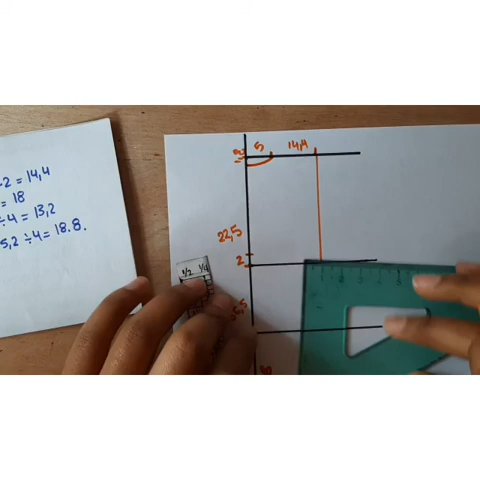 ÷2 = 14,4
= 18
÷4 = 13,2
5,2 ÷4 = 18.8.
5
14,4
22,5
2
1/2 1/4